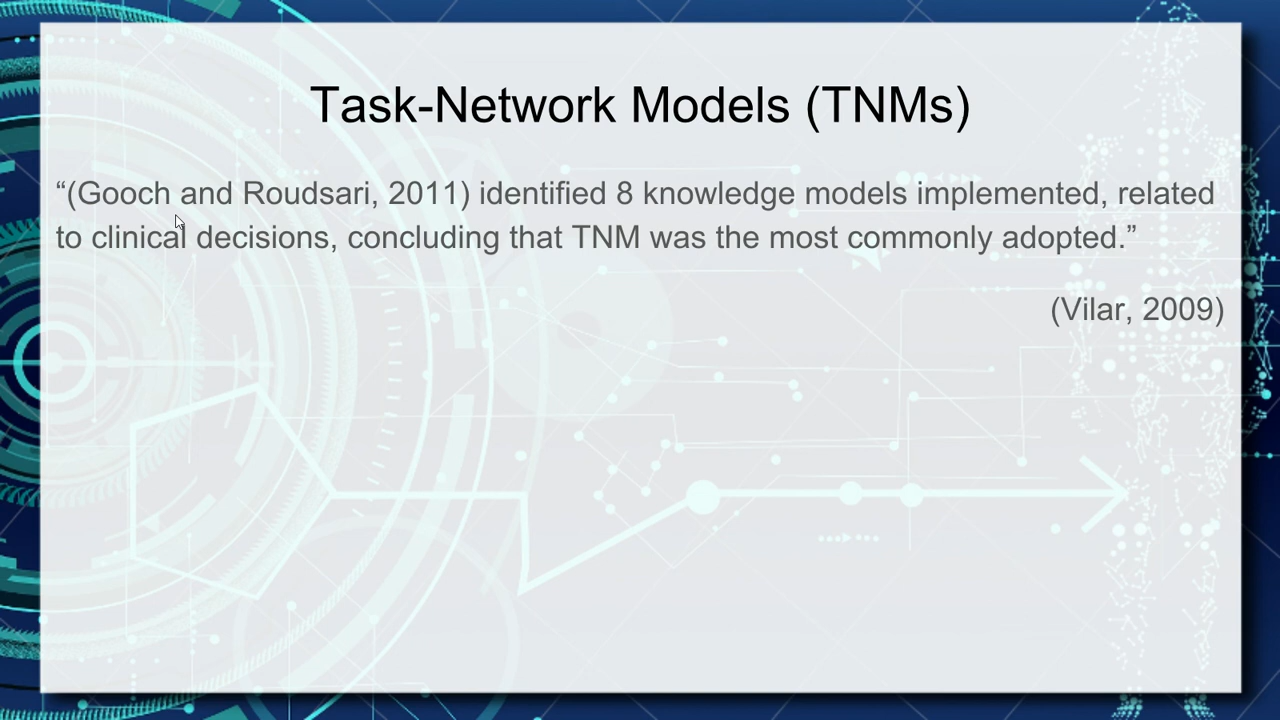 Task-Network Models (TNMs)
“(Gooch and Roudsari, 2011) identified 8 knowledge models implemented, related
to clinical decisions, concluding that TNM was the most commonly adopted.”
(Vilar, 2009)